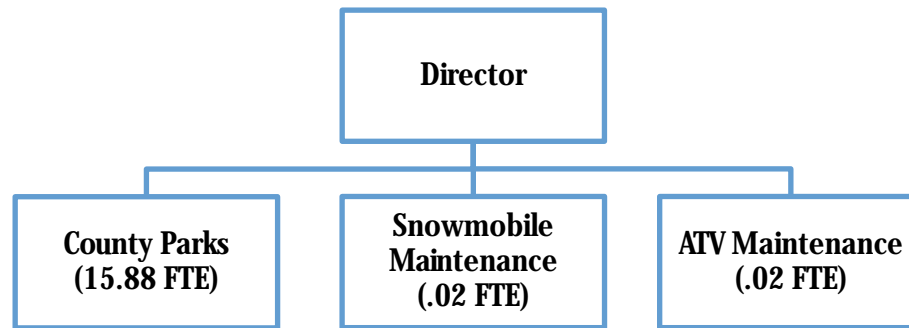 Director
County Parks
(15.88 FTE)
Snowmobile
Maintenance
(.02 FTE)
ATV Maintenance
(.02 FTE)